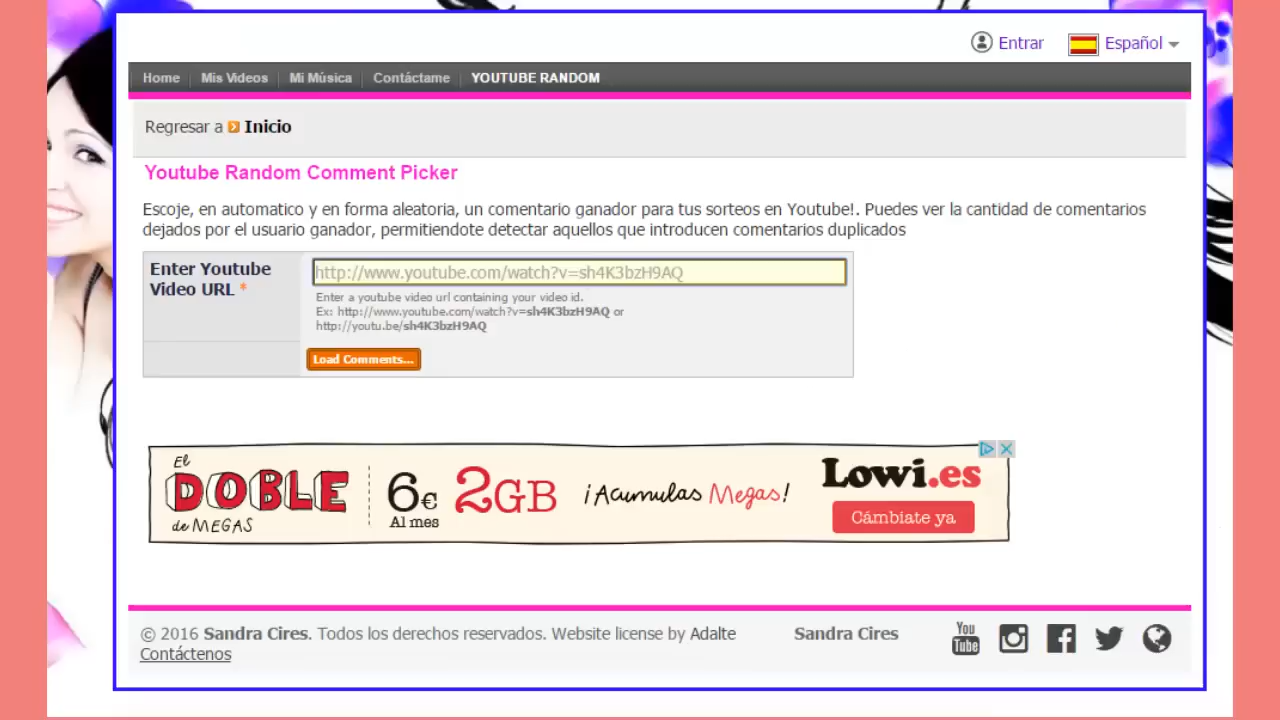 Entrar Español
Home Mis Videos Mi Música Contáctame YOUTUBE RANDOM
Regresar a Inicio
Youtube Random Comment Picker
Escoje, en automatico y en forma aleatoria, un comentario ganador para tus sorteos en Youtube!. Puedes ver la cantidad de comentarios
dejados por el usuario ganador, permitiendote detectar aquellos que introducen comentarios duplicados
Enter Youtube
Video URL *
http://www.youtube.com/watch?v=sh4K3bzH9AQ
Enter a youtube video url containing your video id.
Ex: http://www.youtube.com/watch?v=sh4K3bzH9AQ or
http://youtu.be/sh4K3bzH9AQ
Load Comments...
El
DOBLE
de MEGAS
6€
Al mes
2GB
¡Acumulas Megas!
Lowi.es
Cámbiate ya
© 2016 Sandra Cires. Todos los derechos reservados. Website license by Adalte
Contáctenos
Sandra Cires
You
Tube